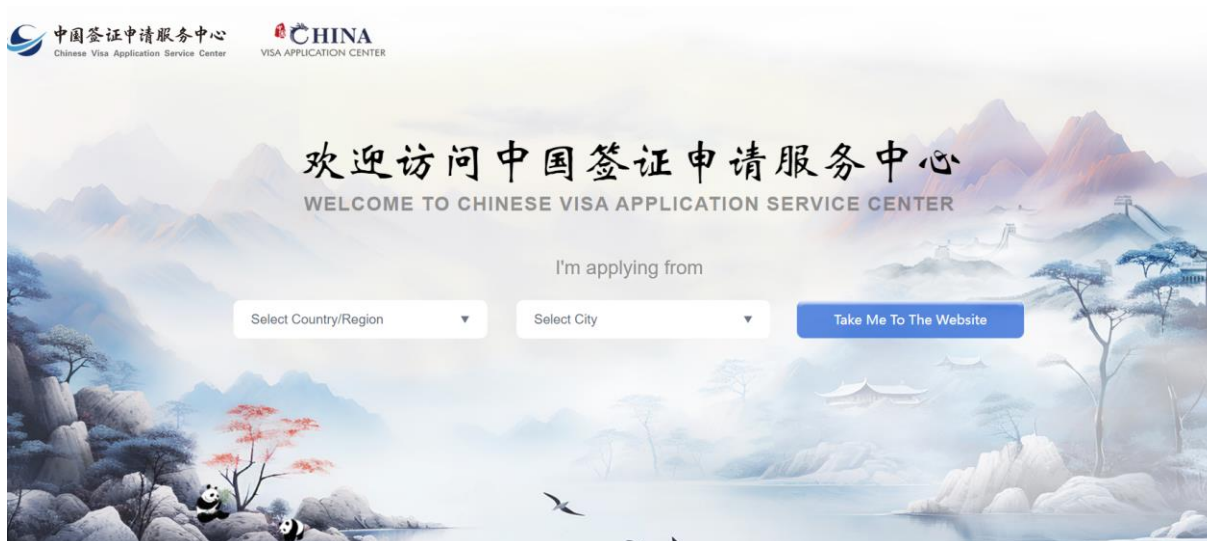 中国签证申请服务中心
Chinese Visa Application Service Center
CHINA
VISA APPLICATION CENTER
欢迎访问中国签证申请服务中心
WELCOME TO CHINESE VISA APPLICATION SERVICE CENTER
I'm applying from
Select Country/Region ▼
Select City ▼
Take Me To The Website